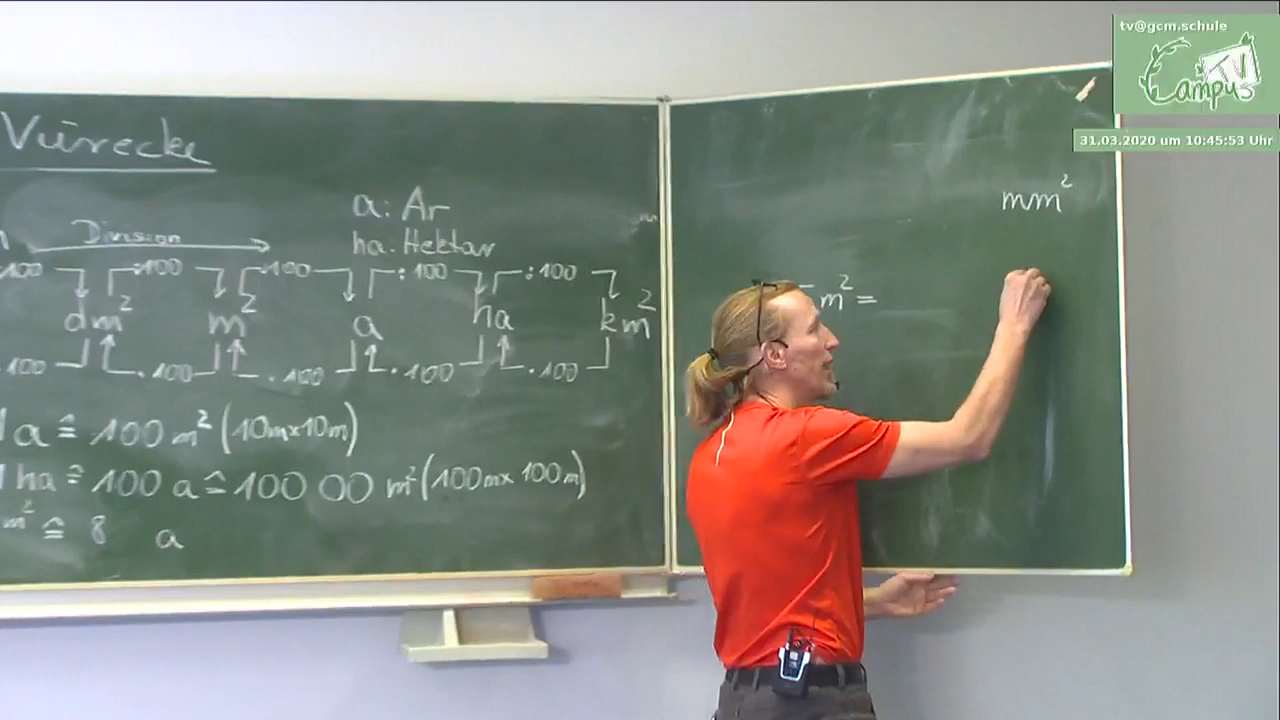 tv@gcm.schule
Campus TV
31.03.2020 um 10:45:53 Uhr
Vierecke
Division
a: Ar
ha: Hektar
100 :100 :100 :100 :100
dm² m² a ha km²
100 · 100 · 100 · 100 · 100
1 a ≙ 100 m² (10m x 10m)
1 ha ≙ 100 a ≙ 100 00 m² (100m x 100m)
m² ≙ 8 a
mm²
m² =